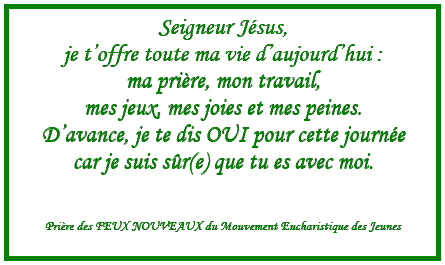 Seigneur Jésus,
je t'offre toute ma vie d'aujourd'hui :
ma prière, mon travail,
mes jeux, mes joies et mes peines.
D'avance, je te dis OUI pour cette journée
car je suis sûr(e) que tu es avec moi.
Prière des FEUX NOUVEAUX du Mouvement Eucharistique des Jeunes